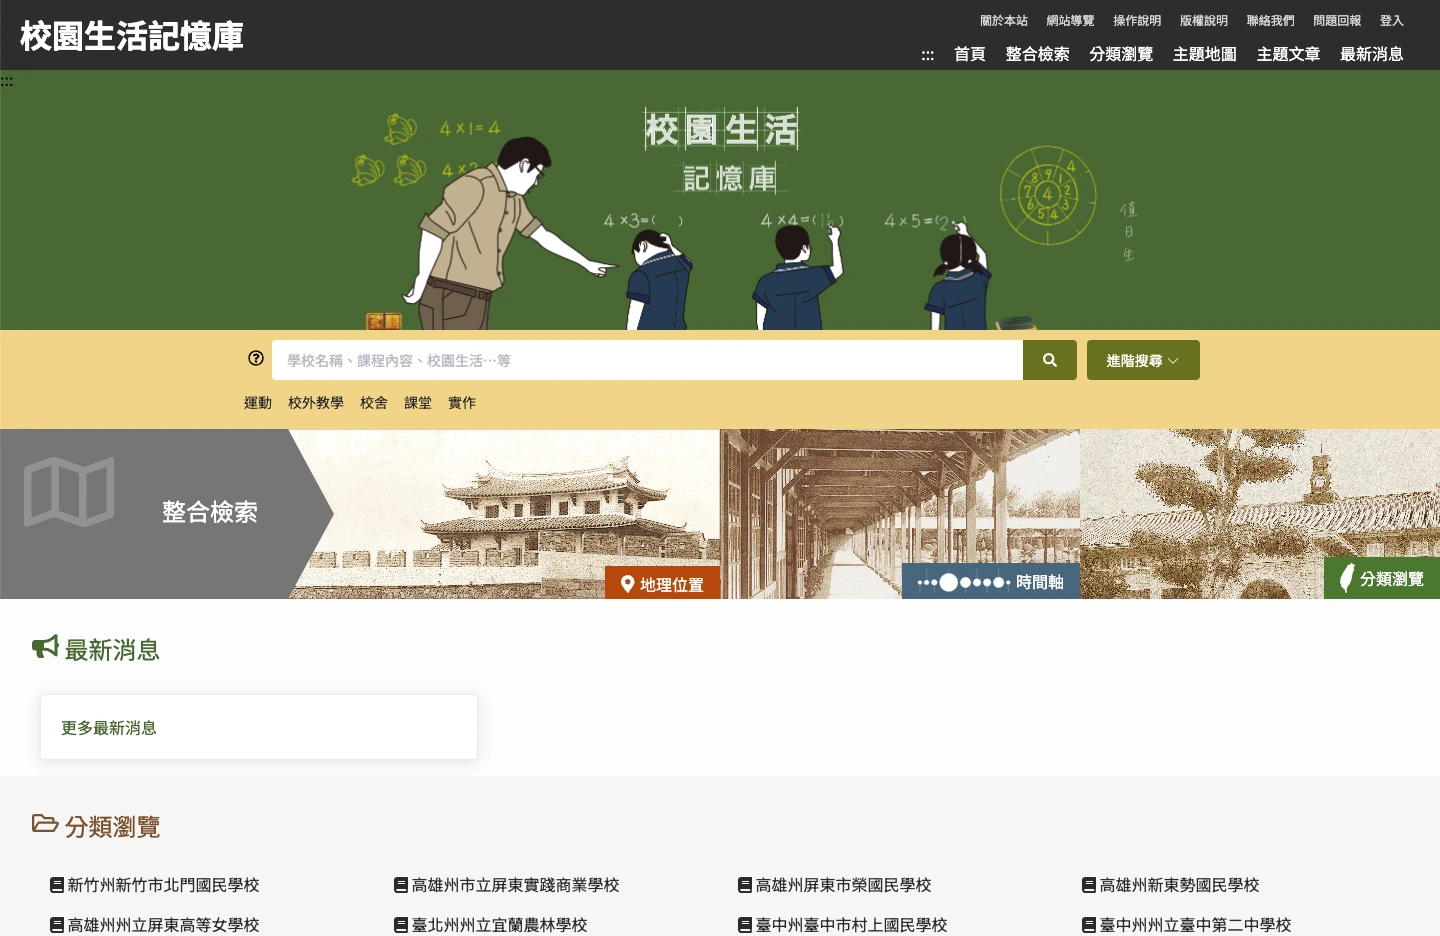 校園生活記憶庫
關於本站 網站導覽 操作說明 版權說明 聯絡我們 問題回報 登入
::: 首頁 整合檢索 分類瀏覽 主題地圖 主題文章 最新消息
:::
校園生活
記憶庫
4×1=4
4×2
4×3=( )
4×4=(16)
4×5=(2
值日生
學校名稱、課程內容、校園生活…等
進階搜尋
運動 校外教學 校舍 課堂 實作
整合檢索
地理位置
時間軸
分類瀏覽
最新消息
更多最新消息
分類瀏覽
新竹州新竹市北門國民學校 高雄州市立屏東實踐商業學校 高雄州屏東市榮國民學校 高雄州新東勢國民學校
高雄州州立屏東高等女學校 臺北州州立宜蘭農林學校 臺中州臺中市村上國民學校 臺中州州立臺中第二中學校